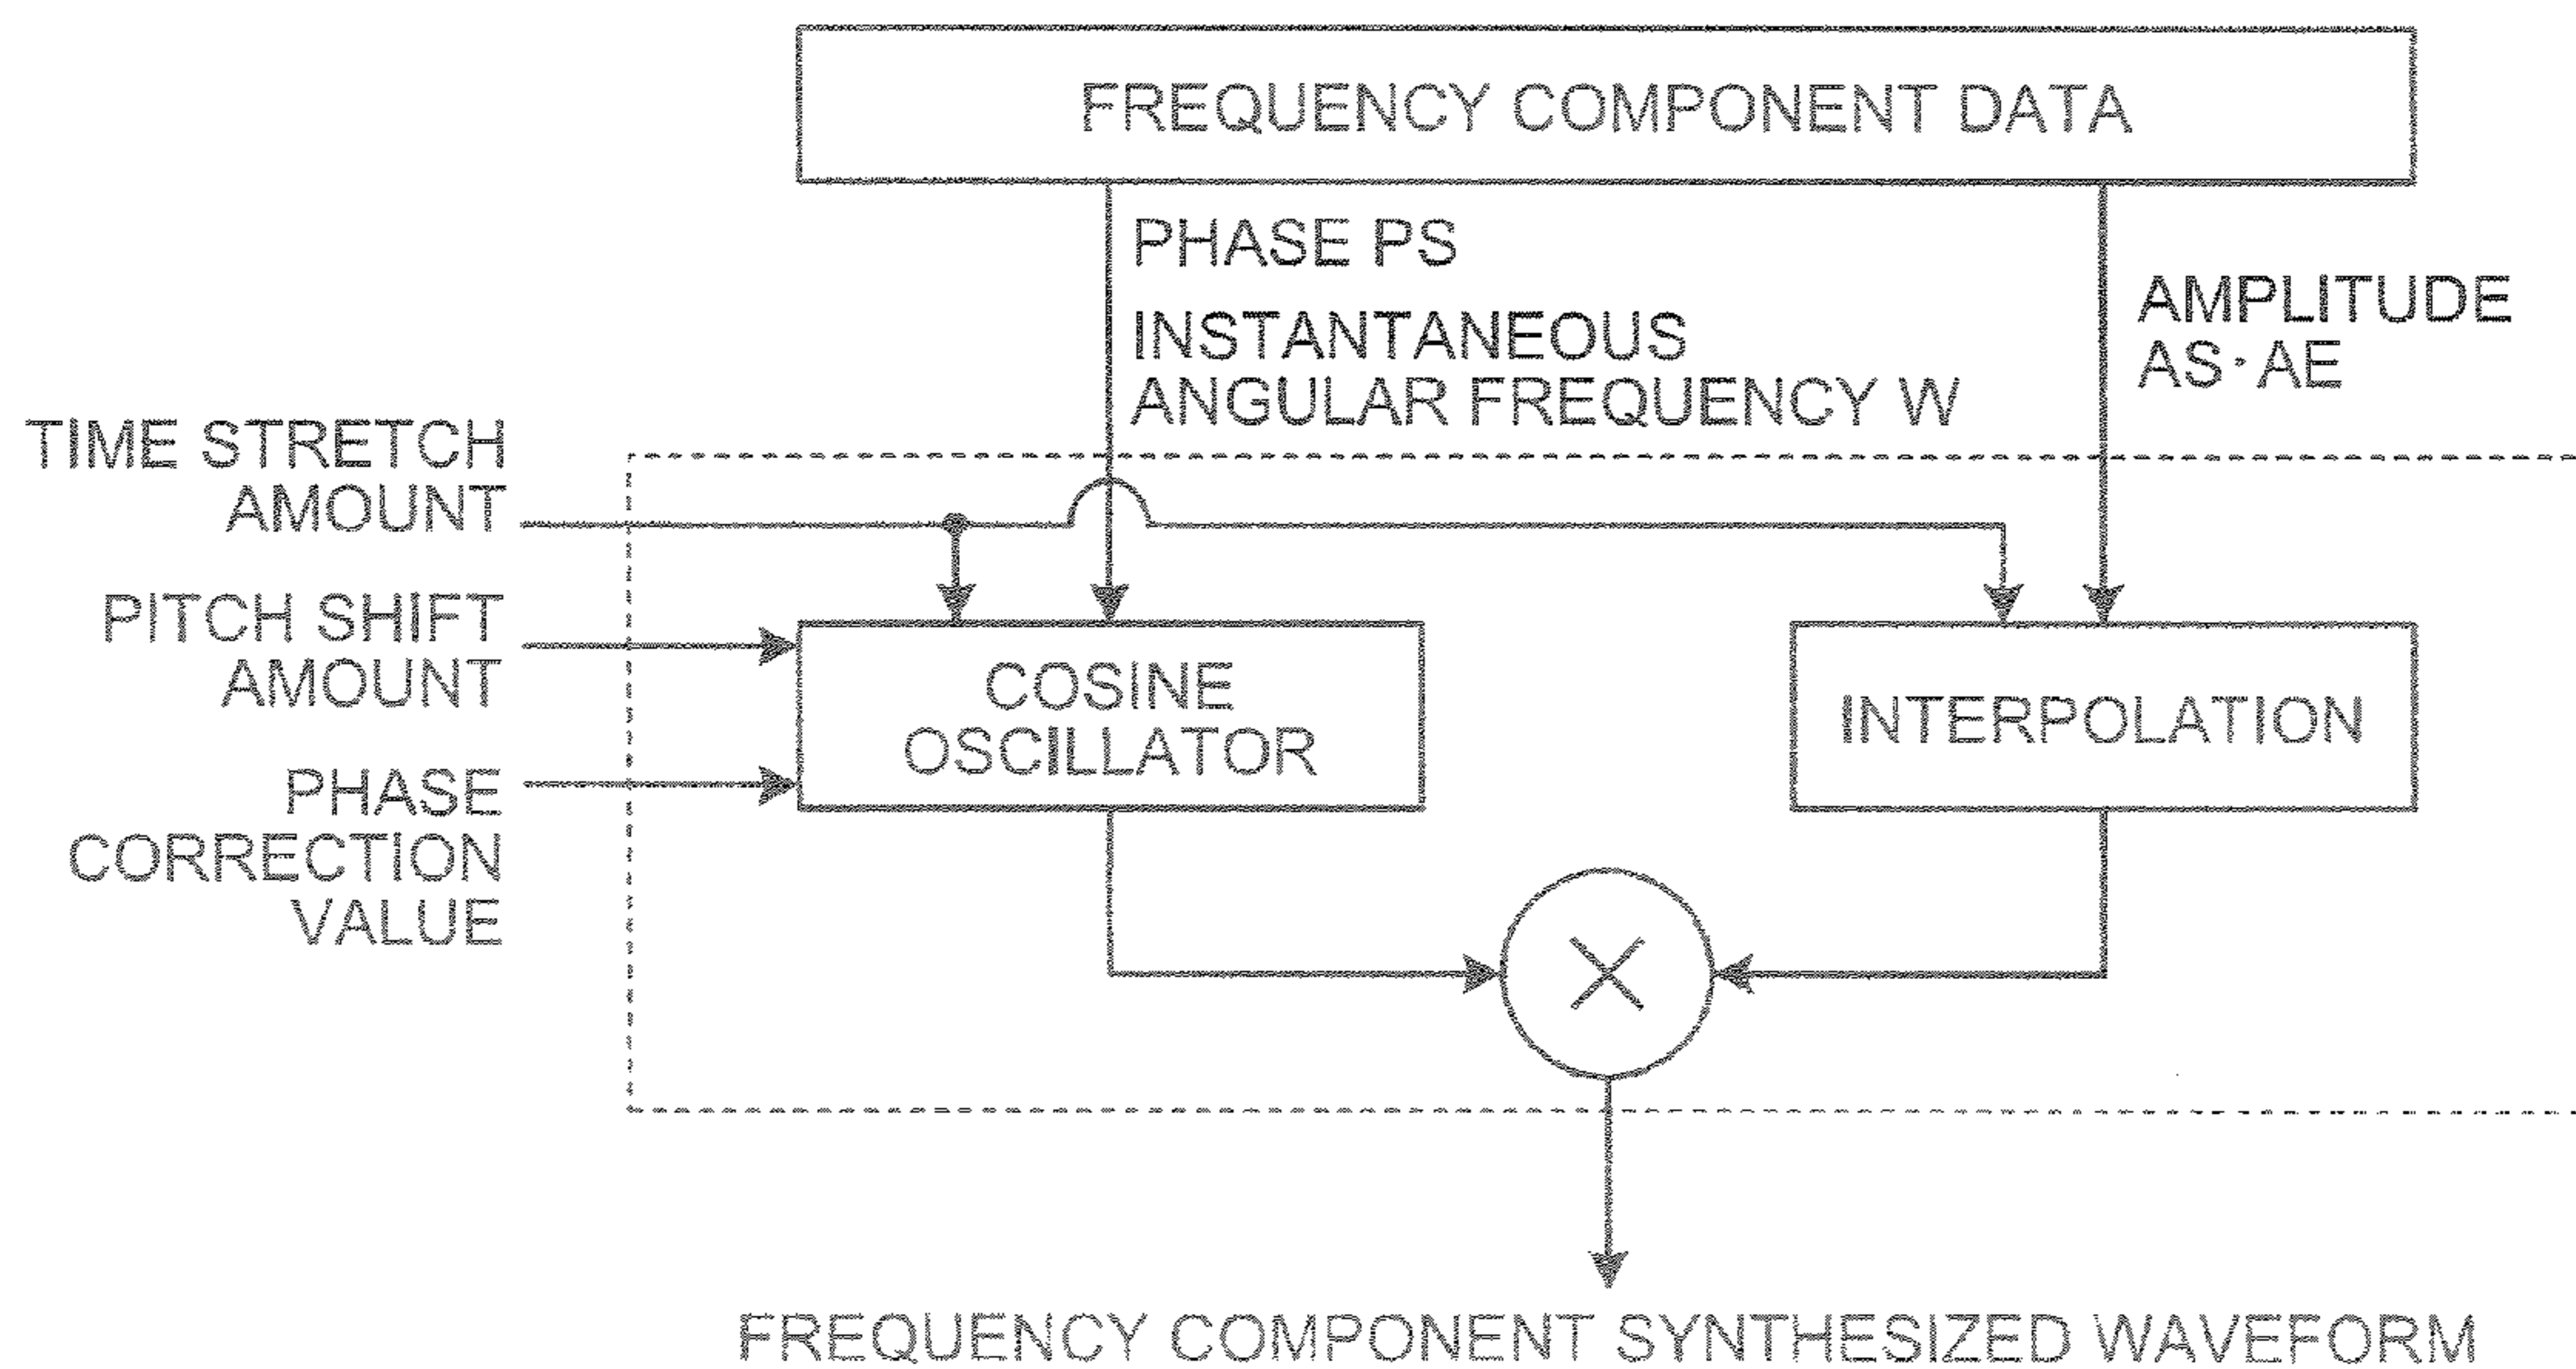 FREQUENCY COMPONENT DATA
PHASE PS
INSTANTANEOUS
ANGULAR FREQUENCY W
AMPLITUDE
AS・AE
TIME STRETCH
AMOUNT
PITCH SHIFT
AMOUNT
PHASE
CORRECTION
VALUE
COSINE
OSCILLATOR
INTERPOLATION
FREQUENCY COMPONENT SYNTHESIZED WAVEFORM